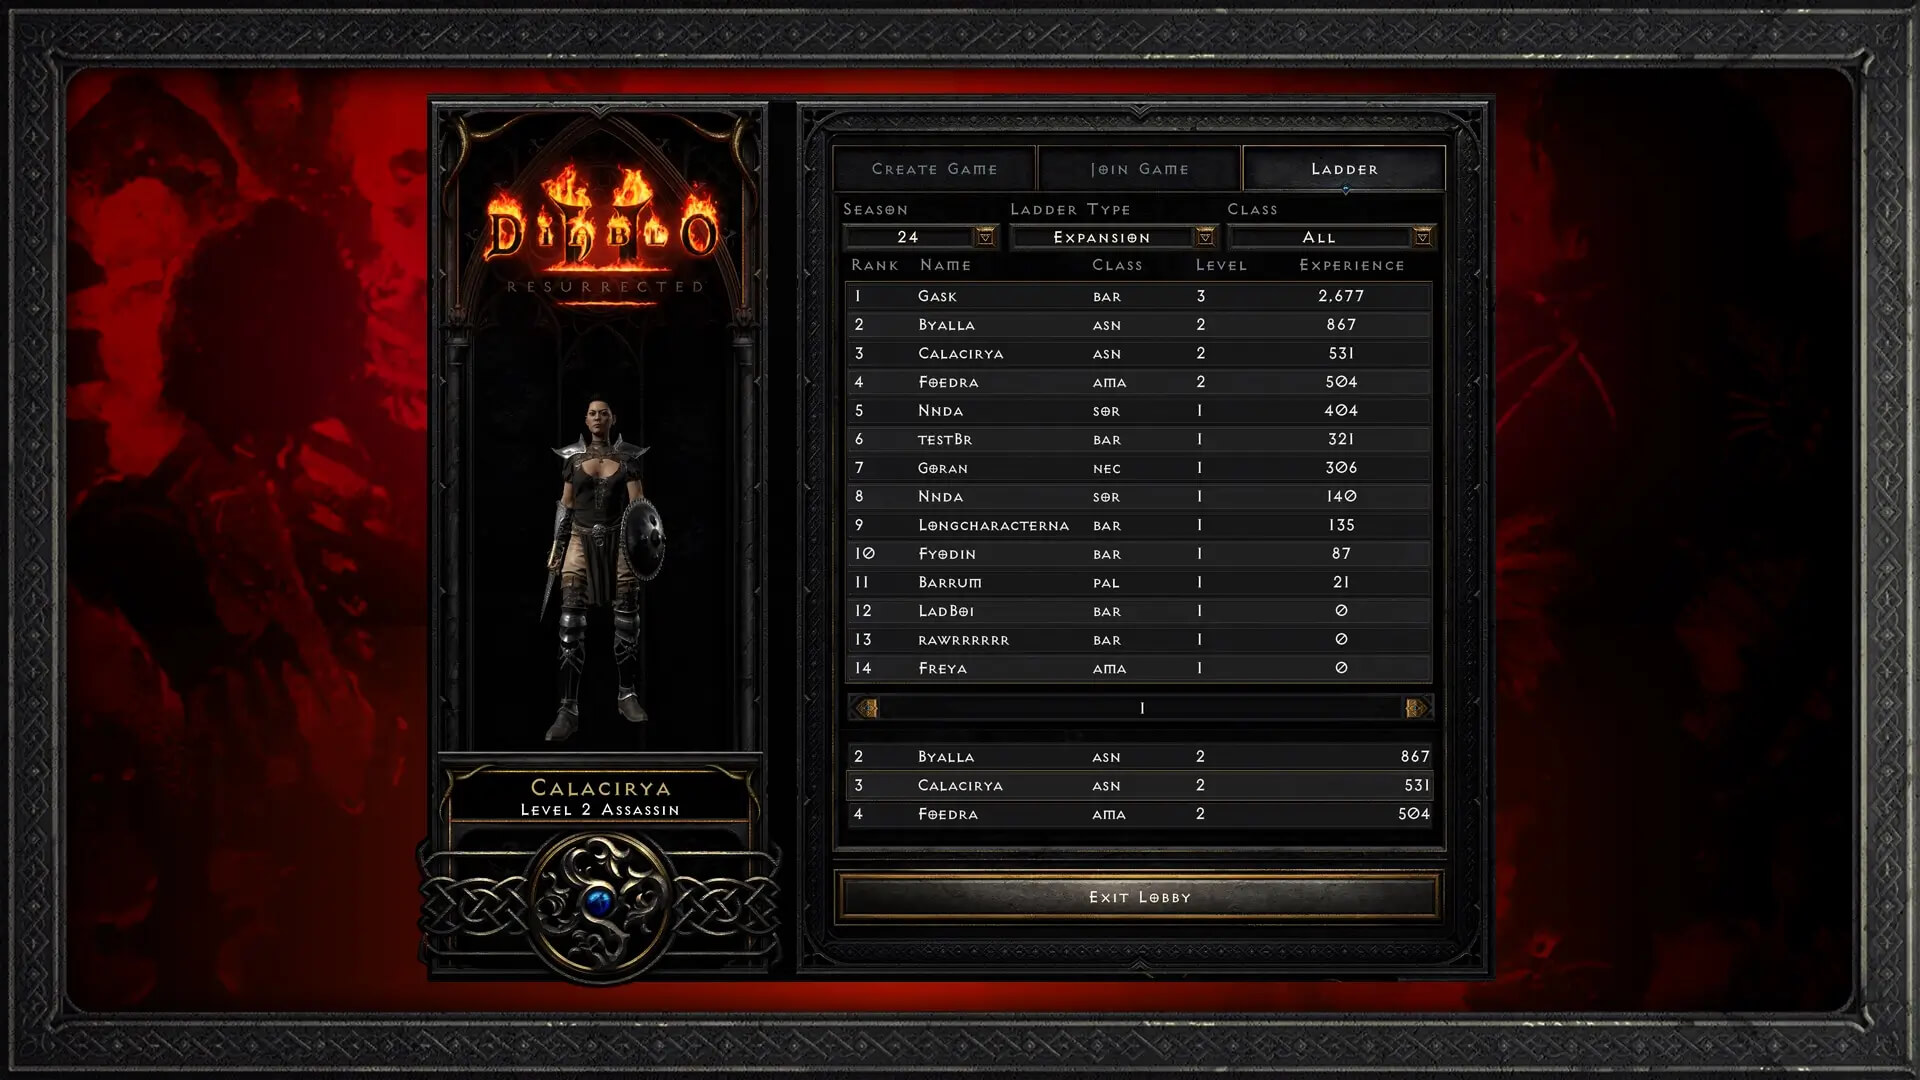 DIABLO
II
RESURRECTED
CALACIRYA
LEVEL 2 ASSASSIN
CREATE GAME JOIN GAME LADDER
SEASON LADDER TYPE CLASS
24 EXPANSION ALL
RANK NAME CLASS LEVEL EXPERIENCE
1 GASK BAR 3 2,677
2 BYALLA ASN 2 867
3 CALACIRYA ASN 2 531
4 FOEDRA AMA 2 504
5 NNDA SOR 1 404
6 TESTBR BAR 1 321
7 GORAN NEC 1 306
8 NNDA SOR 1 140
9 LONGCHARACTERNA BAR 1 135
10 FYODIN BAR 1 87
11 BARRUM PAL 1 21
12 LADBOI BAR 1 0
13 RAWRRRRRR BAR 1 0
14 FREYA AMA 1 0
1
2 BYALLA ASN 2 867
3 CALACIRYA ASN 2 531
4 FOEDRA AMA 2 504
EXIT LOBBY